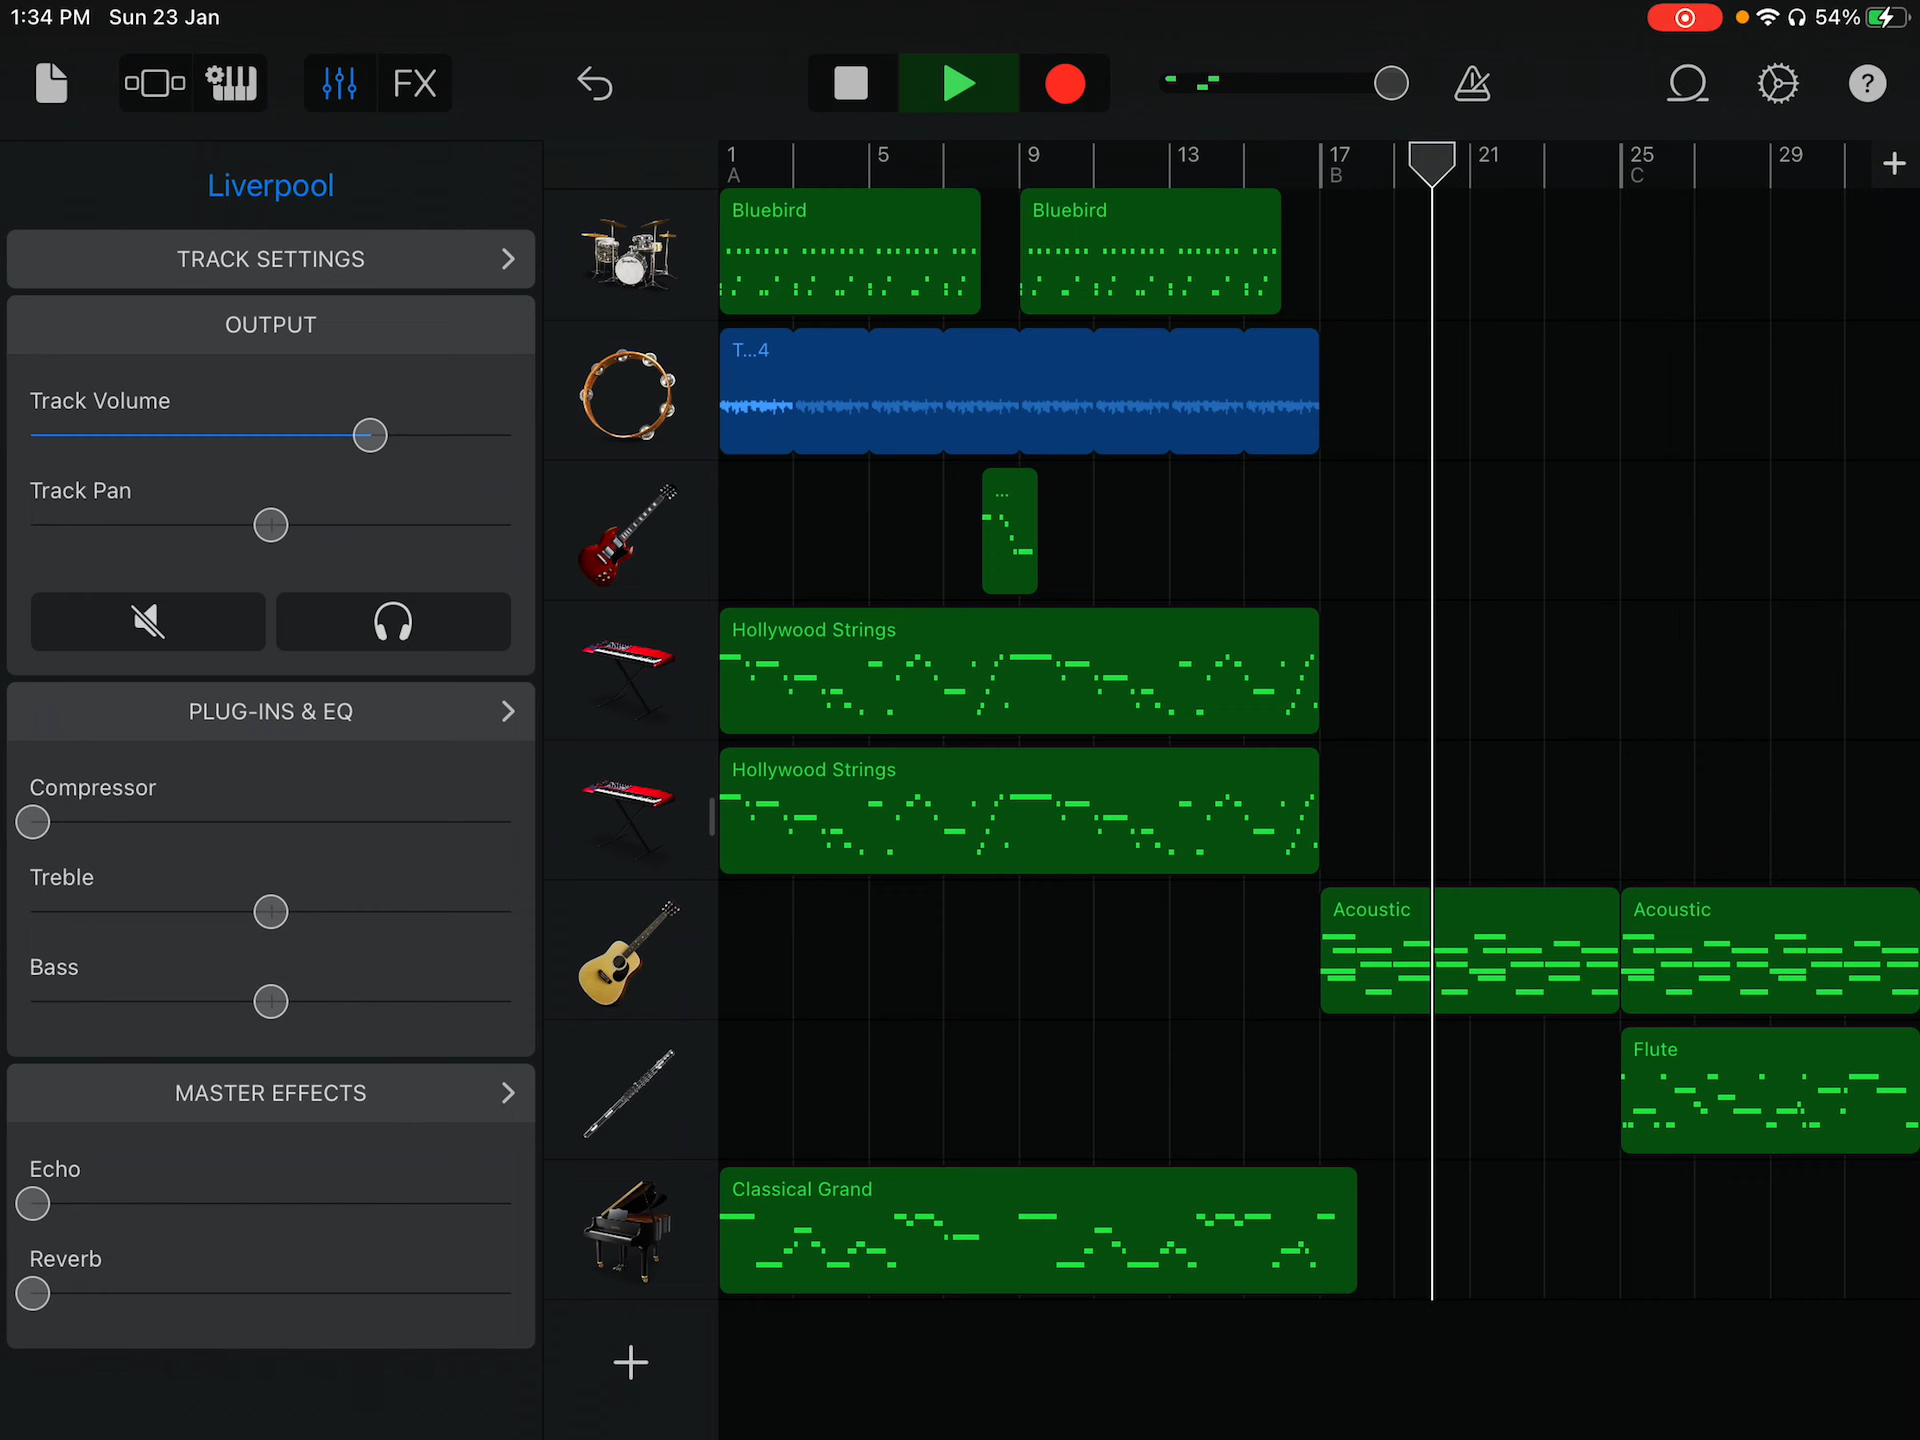 1:34 PM Sun 23 Jan
54%
FX
?
Liverpool
TRACK SETTINGS
OUTPUT
Track Volume
Track Pan
PLUG-INS & EQ
Compressor
Treble
Bass
MASTER EFFECTS
Echo
Reverb
1 5 9 13 17 21 25 29
A B C
Bluebird Bluebird
T...4
...
Hollywood Strings
Hollywood Strings
Acoustic Acoustic
Flute
Classical Grand